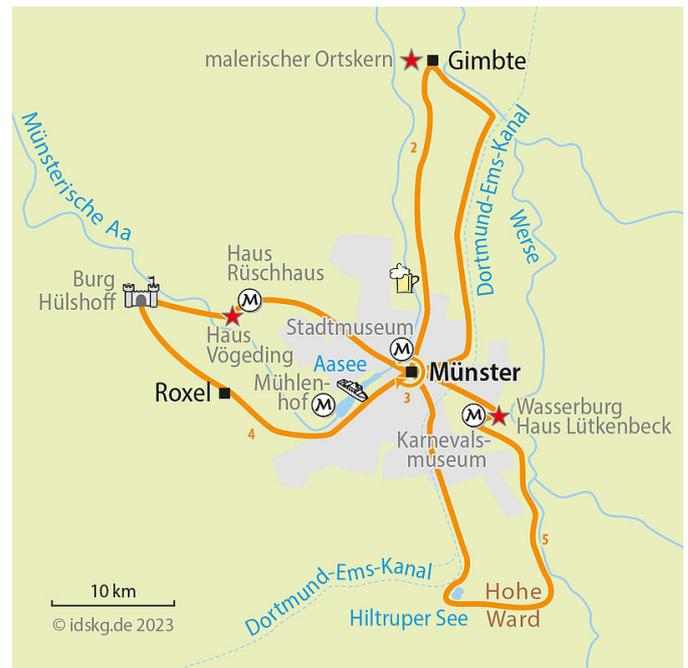 malerischer Ortskern
Gimbte
2
Münsterische Aa
Dortmund-Ems-Kanal
Werse
Haus
Rüschhaus
Burg
Hülshoff
M
Stadtmuseum
M
Haus
Vögeding
Aasee
Münster
Roxel
Mühlen-
hof
M
3
M
Wasserburg
Haus Lütkenbeck
4
Karnevals-
museum
5
Dortmund-Ems-Kanal
10 km
Hohe
Ward
Hiltruper See
© idskg.de 2023